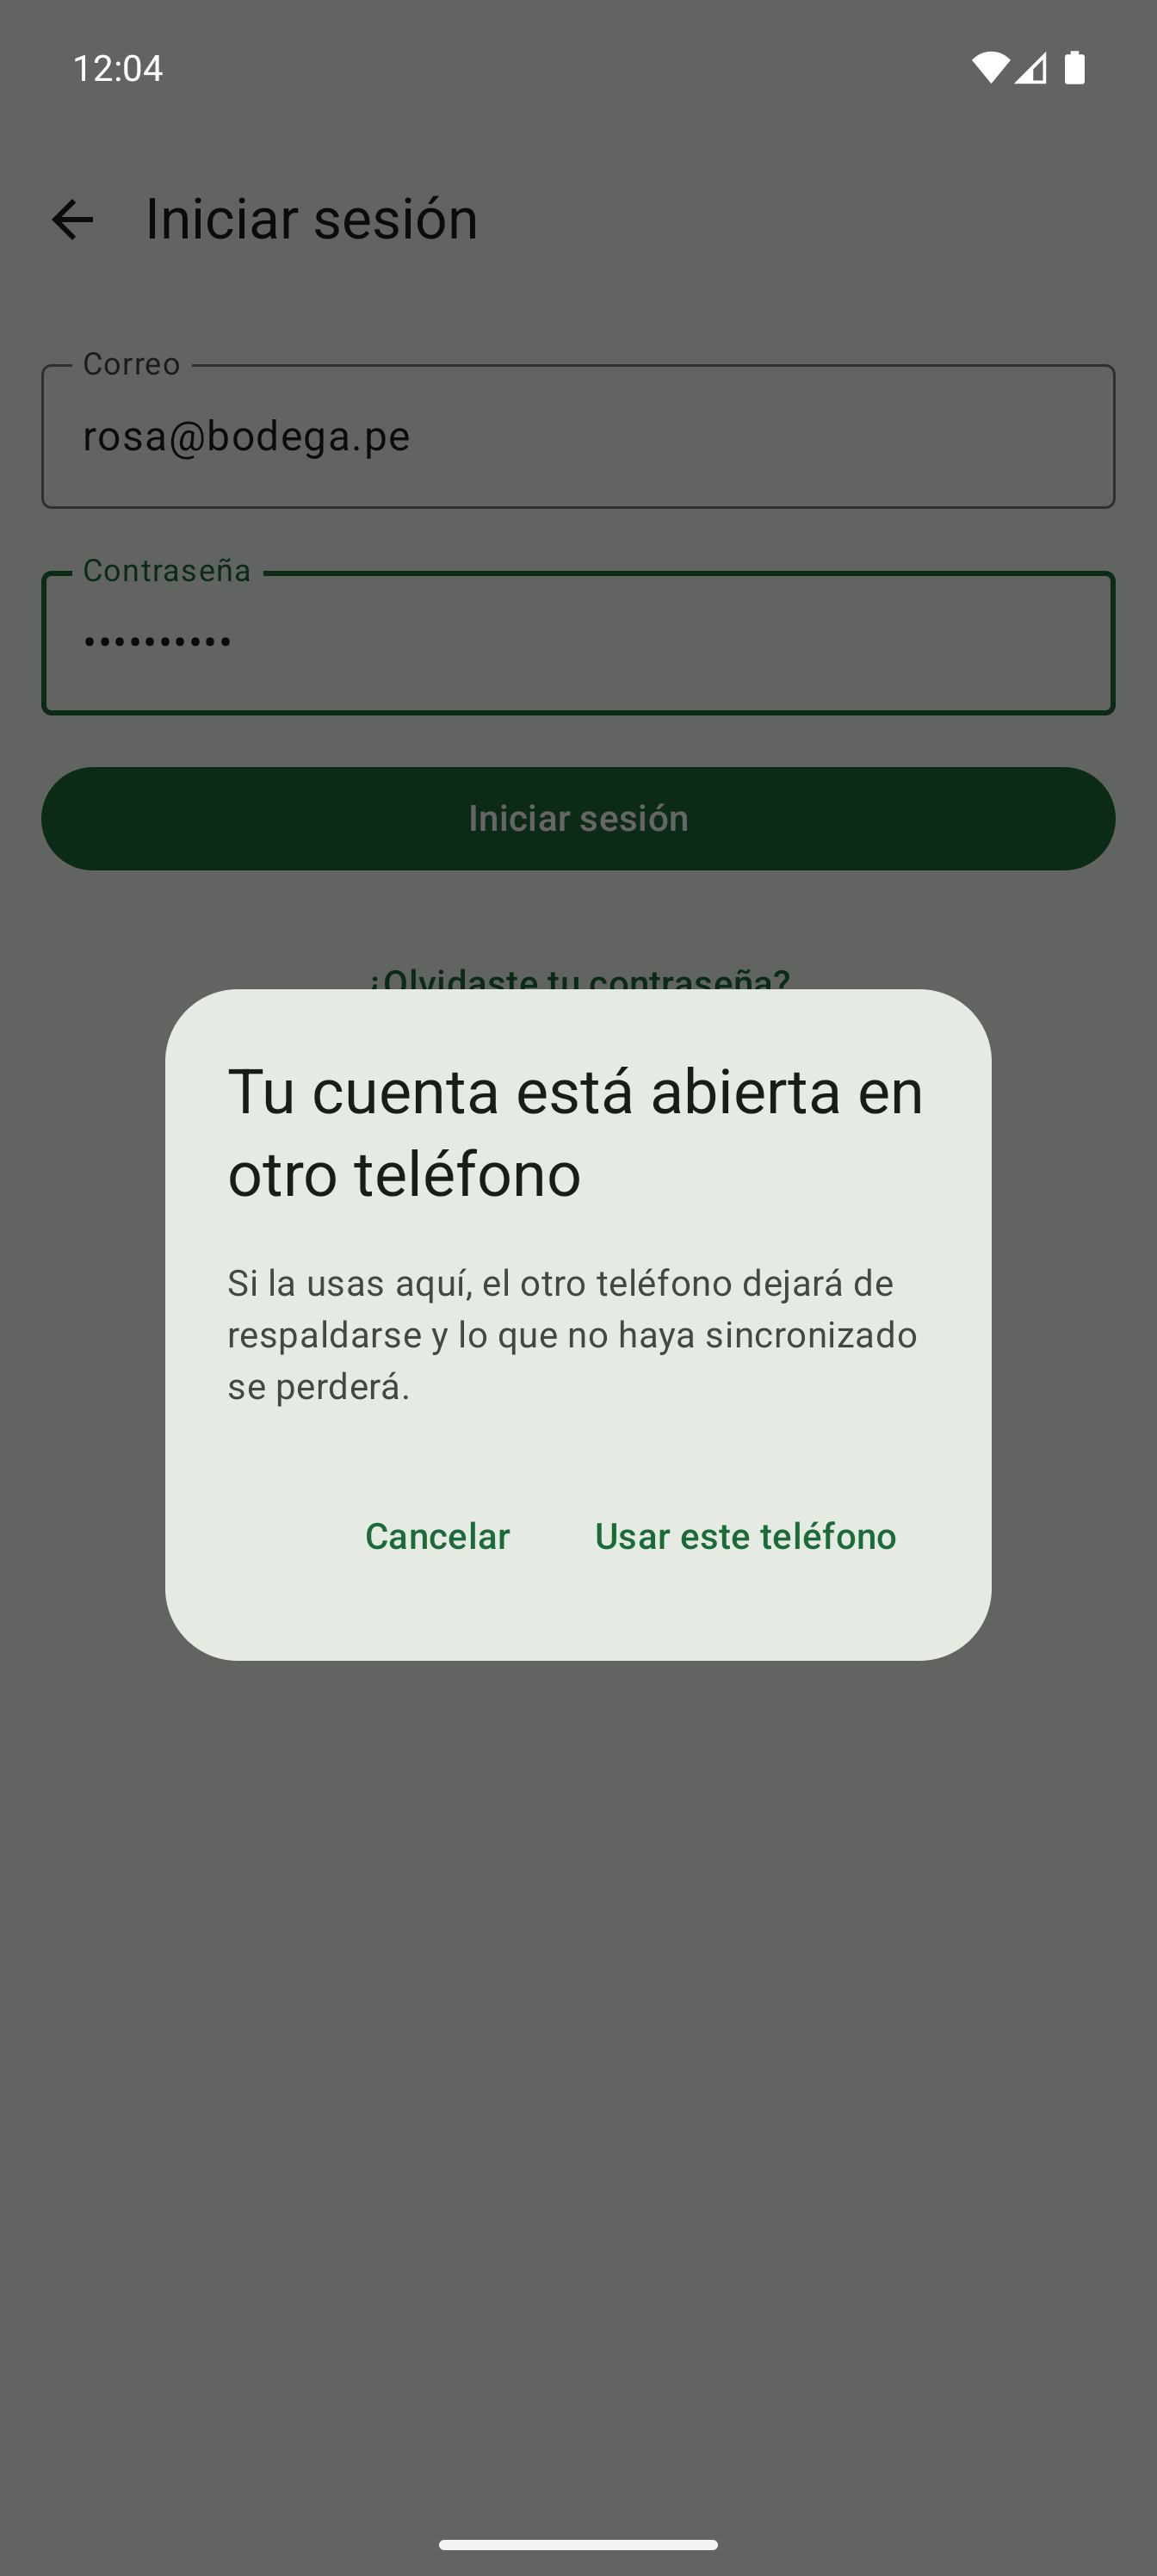 12:04
Iniciar sesión
Correo
rosa@bodega.pe
Contraseña
••••••••••
Iniciar sesión
¿Olvidaste tu contraseña?
Tu cuenta está abierta en
otro teléfono
Si la usas aquí, el otro teléfono dejará de
respaldarse y lo que no haya sincronizado
se perderá.
Cancelar
Usar este teléfono